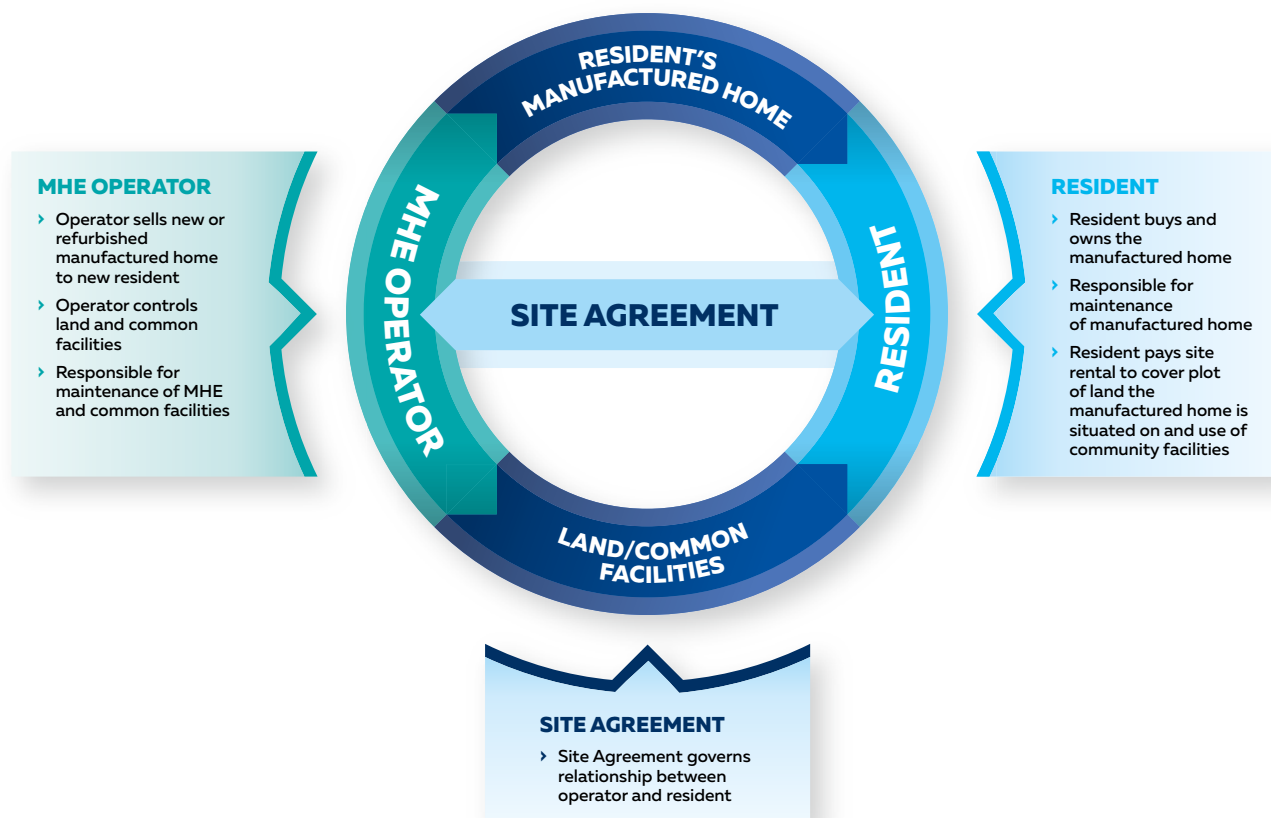 RESIDENT'S
MANUFACTURED HOME
MHE OPERATOR
› Operator sells new or
refurbished
manufactured home
to new resident
› Operator controls
land and common
facilities
› Responsible for
maintenance of MHE
and common facilities
MHE OPERATOR
SITE AGREEMENT
RESIDENT
RESIDENT
› Resident buys and
owns the
manufactured home
› Responsible for
maintenance
of manufactured home
› Resident pays site
rental to cover plot
of land the
manufactured home is
situated on and use of
community facilities
LAND/COMMON
FACILITIES
SITE AGREEMENT
› Site Agreement governs
relationship between
operator and resident